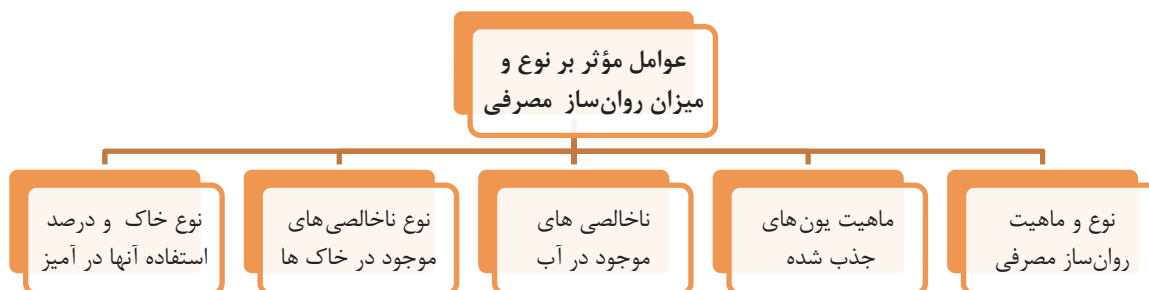 عوامل مؤثر بر نوع و
میزان روان‌ساز مصرفی
نوع و ماهیت
روان‌ساز مصرفی
ماهیت یون‌های
جذب شده
ناخالصی های
موجود در آب
نوع ناخالصی‌های
موجود در خاک ها
نوع خاک و درصد
استفاده آنها در آمیز